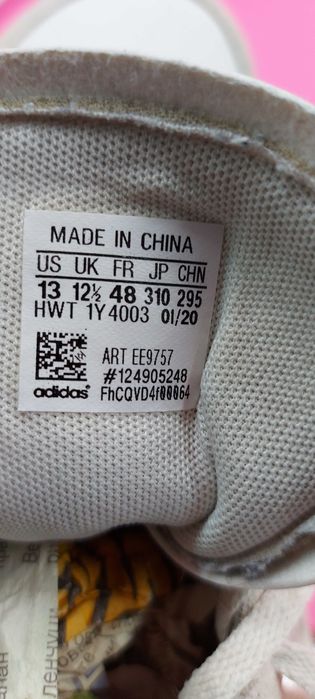 MADE IN CHINA
US UK FR JP CHN
13 12½ 48 310 295
HWT 1Y4003 01/20
ART EE9757
#124905248
adidas® FhCQVD4f00064